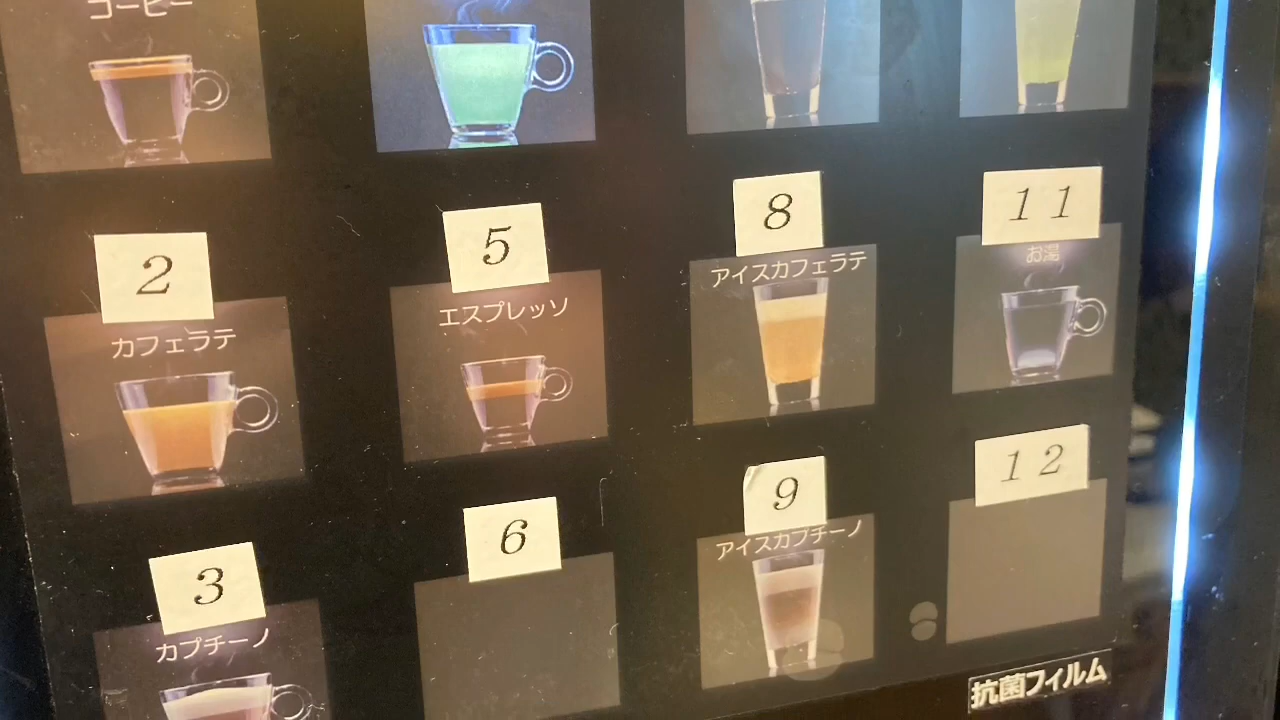 コーヒー
2
カフェラテ
3
カプチーノ
5
エスプレッソ
6
8
アイスカフェラテ
9
アイスカプチーノ
11
お湯
12
抗菌フィルム